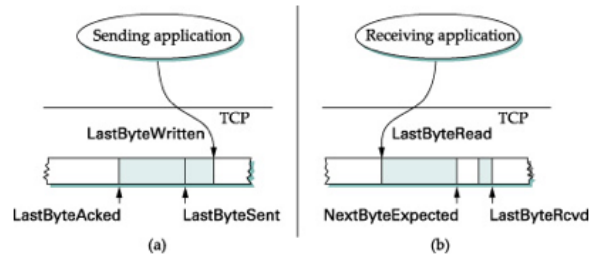 Sending application
Receiving application
TCP
TCP
LastByteWritten
LastByteRead
LastByteAcked
LastByteSent
NextByteExpected
LastByteRcvd
(a)
(b)